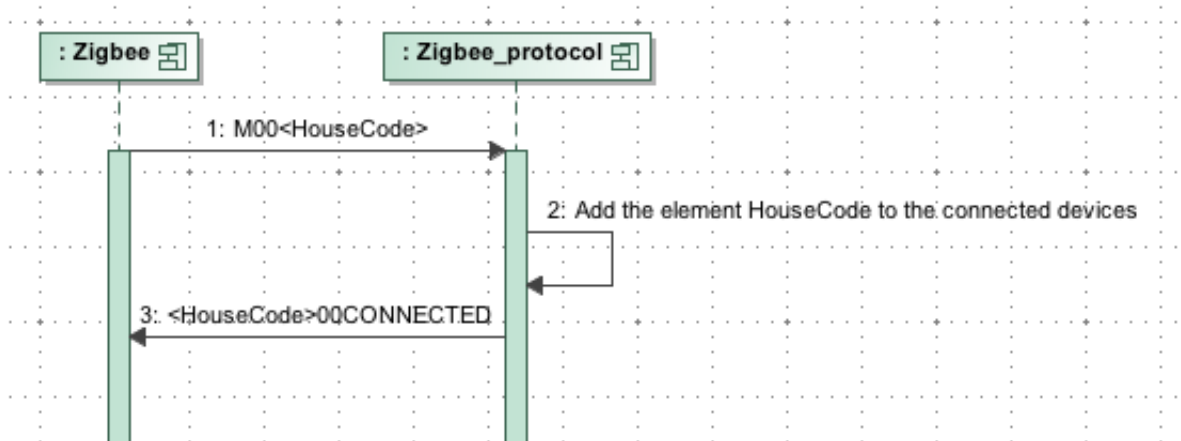 : Zigbee
: Zigbee_protocol
1: M00<HouseCode>
2: Add the element HouseCode to the connected devices
3: <HouseCode>00CONNECTED